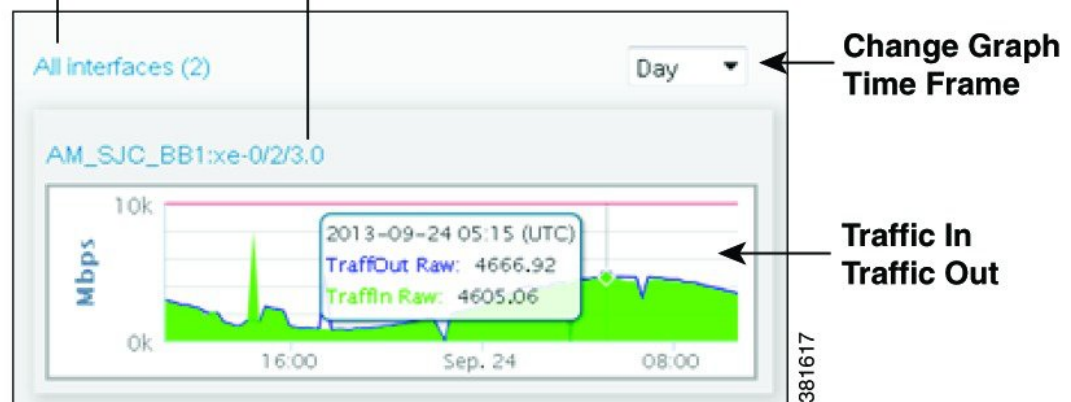 All interfaces (2)
Day
Change Graph
Time Frame
AM_SJC_BB1:xe-0/2/3.0
10k
Mbps
0k
2013-09-24 05:15 (UTC)
TraffOut Raw: 4666.92
TraffIn Raw: 4605.06
16:00
Sep. 24
08:00
Traffic In
Traffic Out
381617